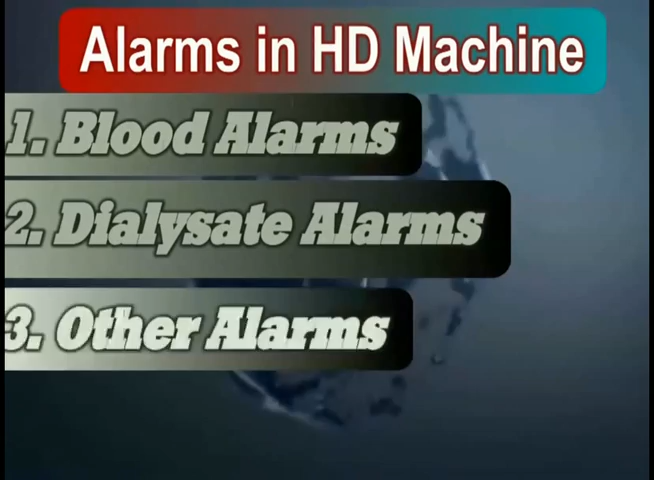 Alarms in HD Machine
1. Blood Alarms
2. Dialysate Alarms
3. Other Alarms